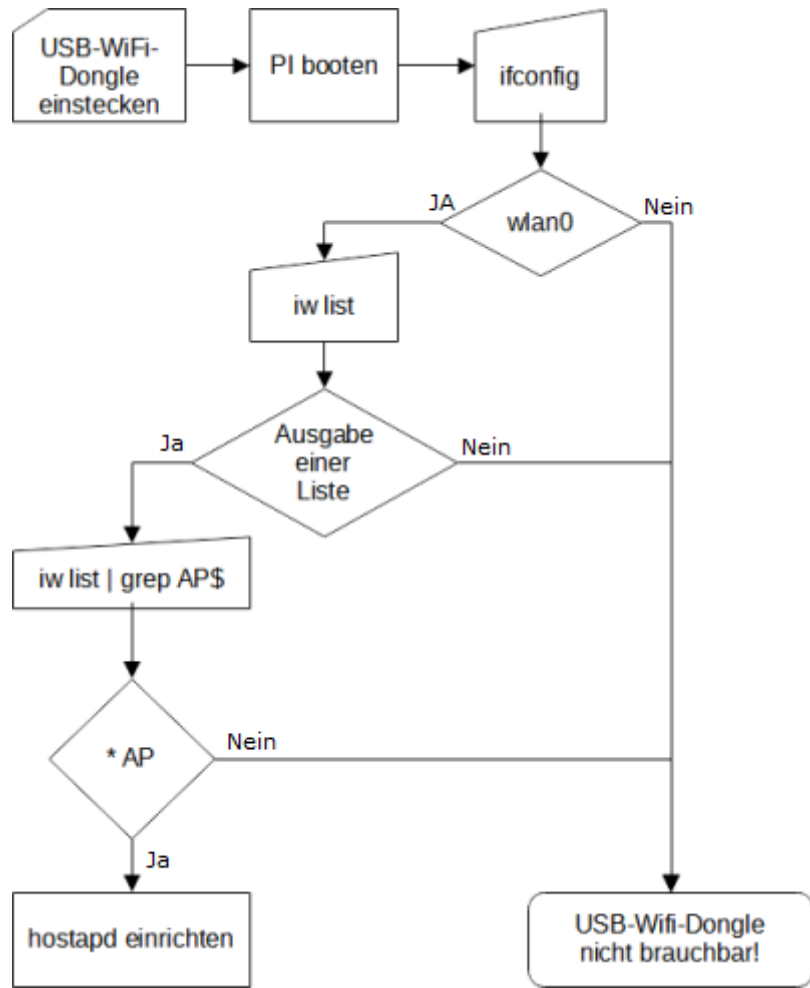 USB-WiFi-
Dongle
einstecken
PI booten
ifconfig
JA
wlan0
Nein
iw list
Ja
Ausgabe
einer
Liste
Nein
iw list | grep AP$
* AP
Nein
Ja
hostapd einrichten
USB-Wifi-Dongle
nicht brauchbar!